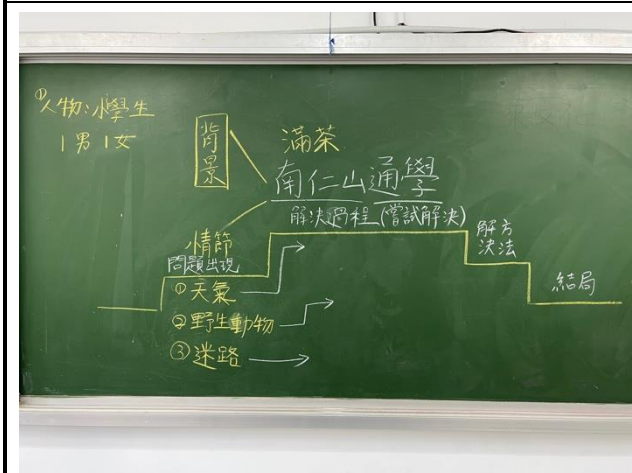 ①人物:小學生
1男1女
背景
滿茶
南仁山通學
解決過程(嘗試解決)
情節
問題出現
①天氣
②野生動物
③迷路
解方
決法
結局